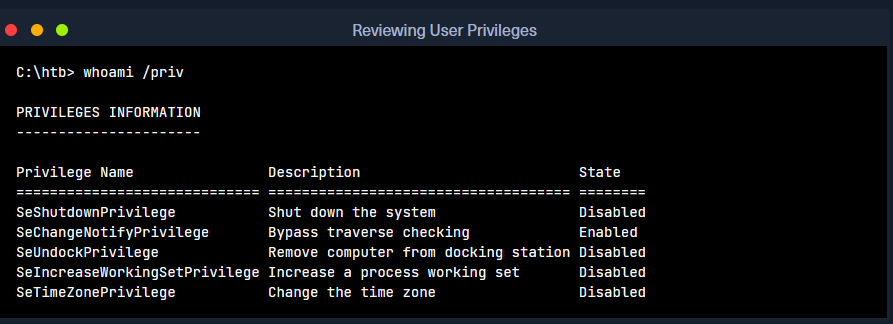 Reviewing User Privileges
C:\htb> whoami /priv
PRIVILEGES INFORMATION
----------------------
Privilege Name                Description                          State
============================= ==================================== ========
SeShutdownPrivilege           Shut down the system                 Disabled
SeChangeNotifyPrivilege       Bypass traverse checking             Enabled
SeUndockPrivilege             Remove computer from docking station Disabled
SeIncreaseWorkingSetPrivilege Increase a process working set       Disabled
SeTimeZonePrivilege           Change the time zone                 Disabled